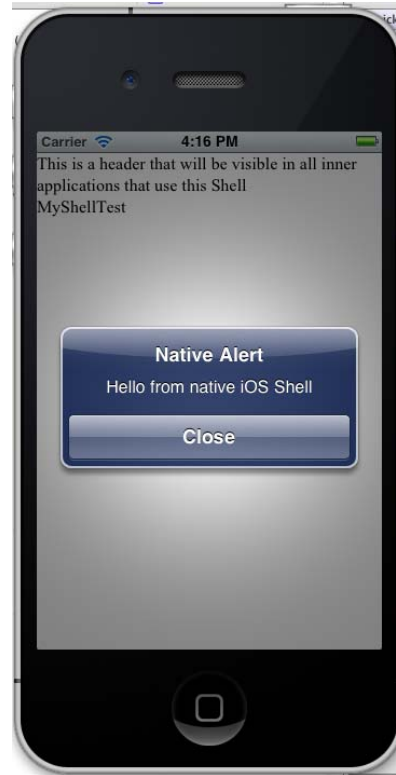 Carrier 4:16 PM
This is a header that will be visible in all inner
applications that use this Shell
MyShellTest
Native Alert
Hello from native iOS Shell
Close